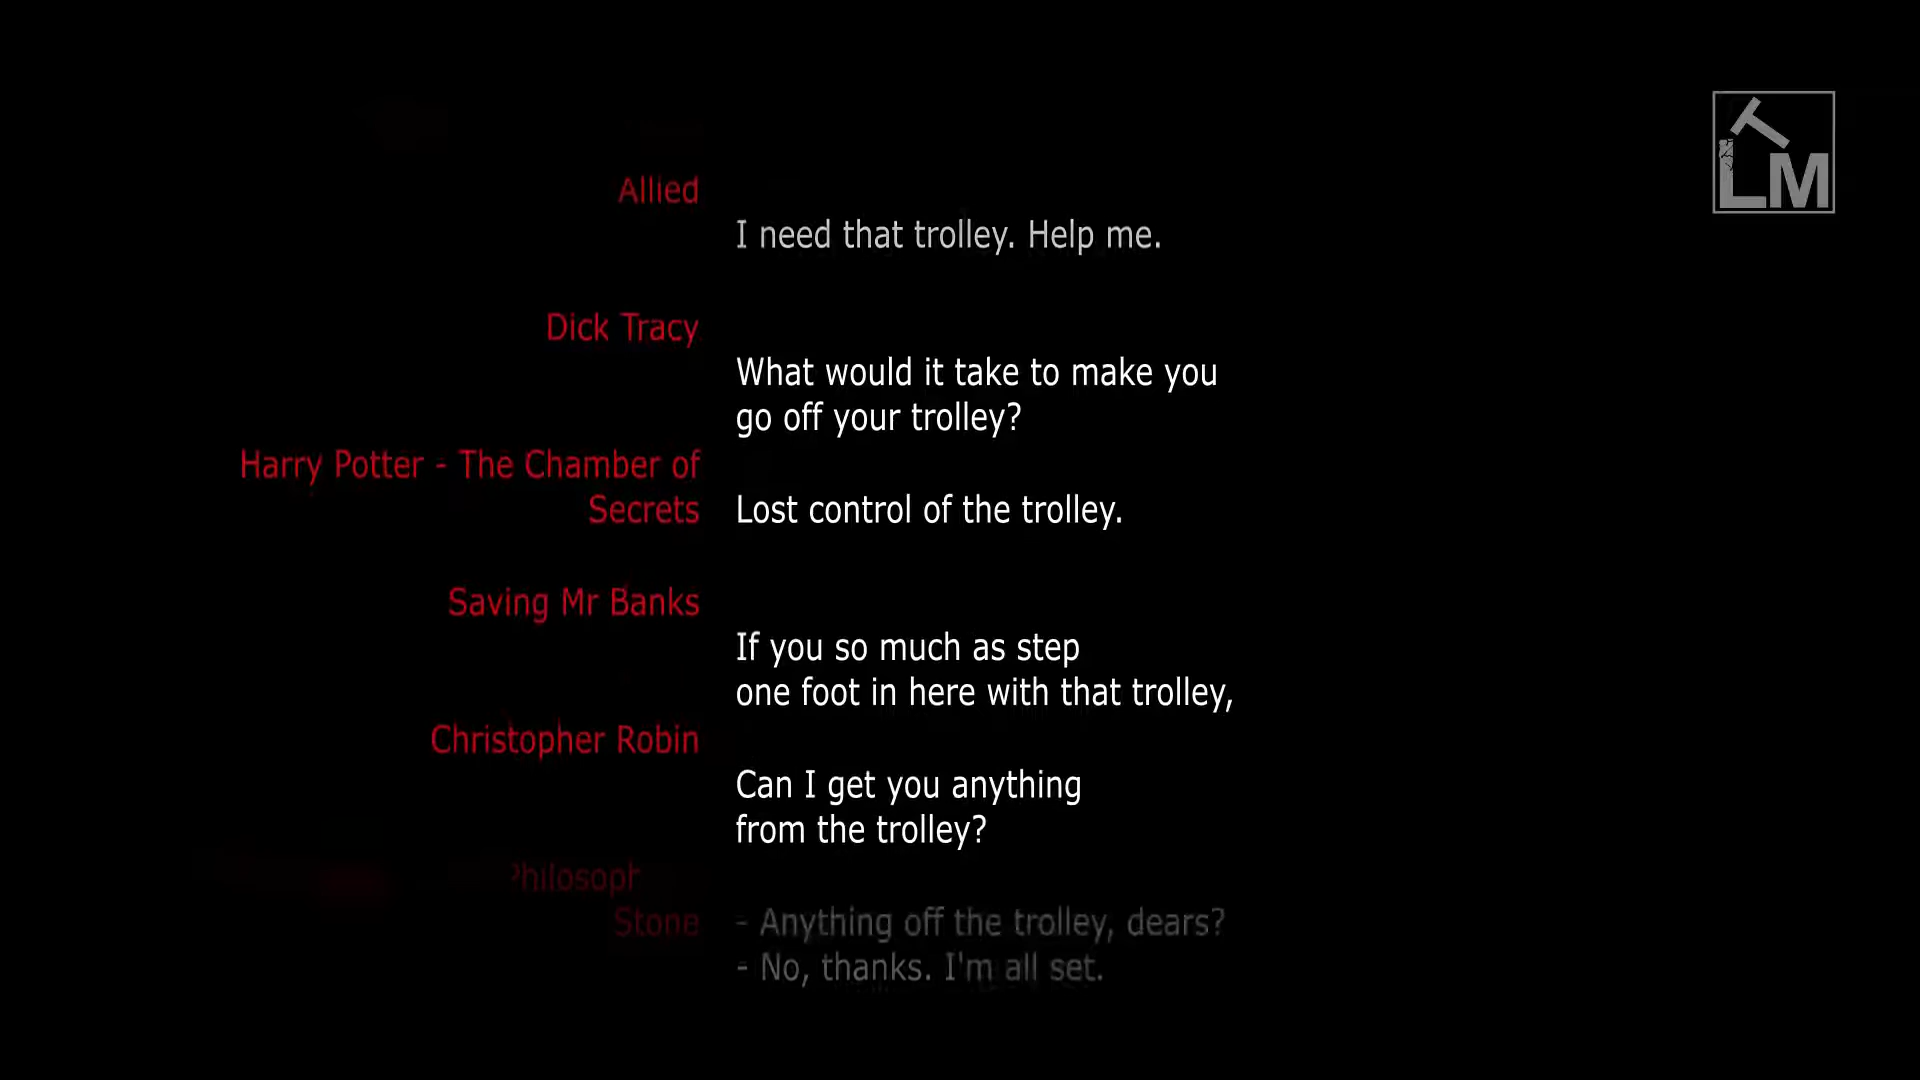 Allied
I need that trolley. Help me.
Dick Tracy
What would it take to make you
go off your trolley?
Harry Potter - The Chamber of
Secrets
Lost control of the trolley.
Saving Mr Banks
If you so much as step
one foot in here with that trolley,
Christopher Robin
Can I get you anything
from the trolley?
Stone
- Anything off the trolley, dears?
- No, thanks. I'm all set.
TLM